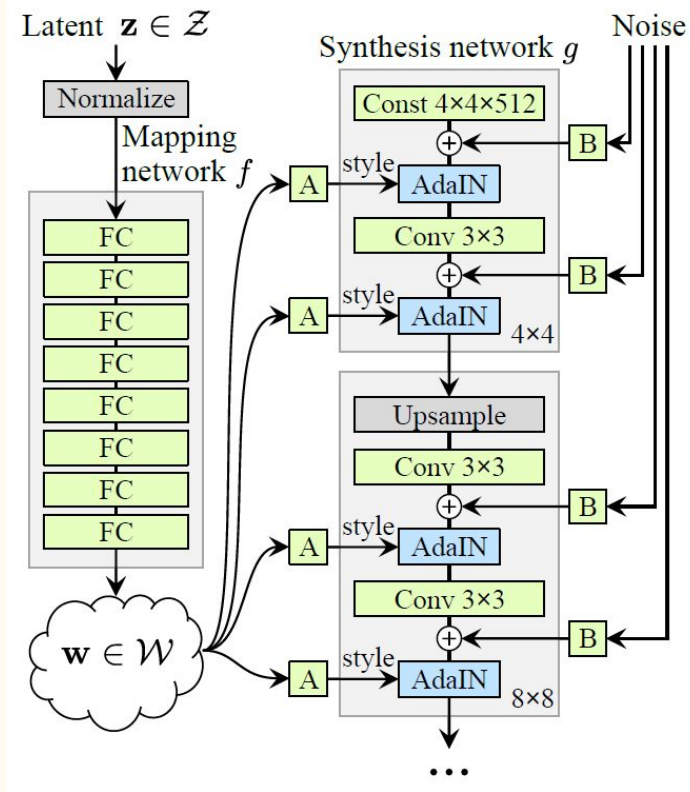 Latent z ∈ 𝒵
Normalize
Mapping
network f
FC
FC
FC
FC
FC
FC
FC
FC
w ∈ 𝒲
Synthesis network g
Noise
Const 4×4×512
B
A
style
AdaIN
Conv 3×3
B
A
style
AdaIN
4×4
Upsample
Conv 3×3
B
A
style
AdaIN
Conv 3×3
B
A
style
AdaIN
8×8
...